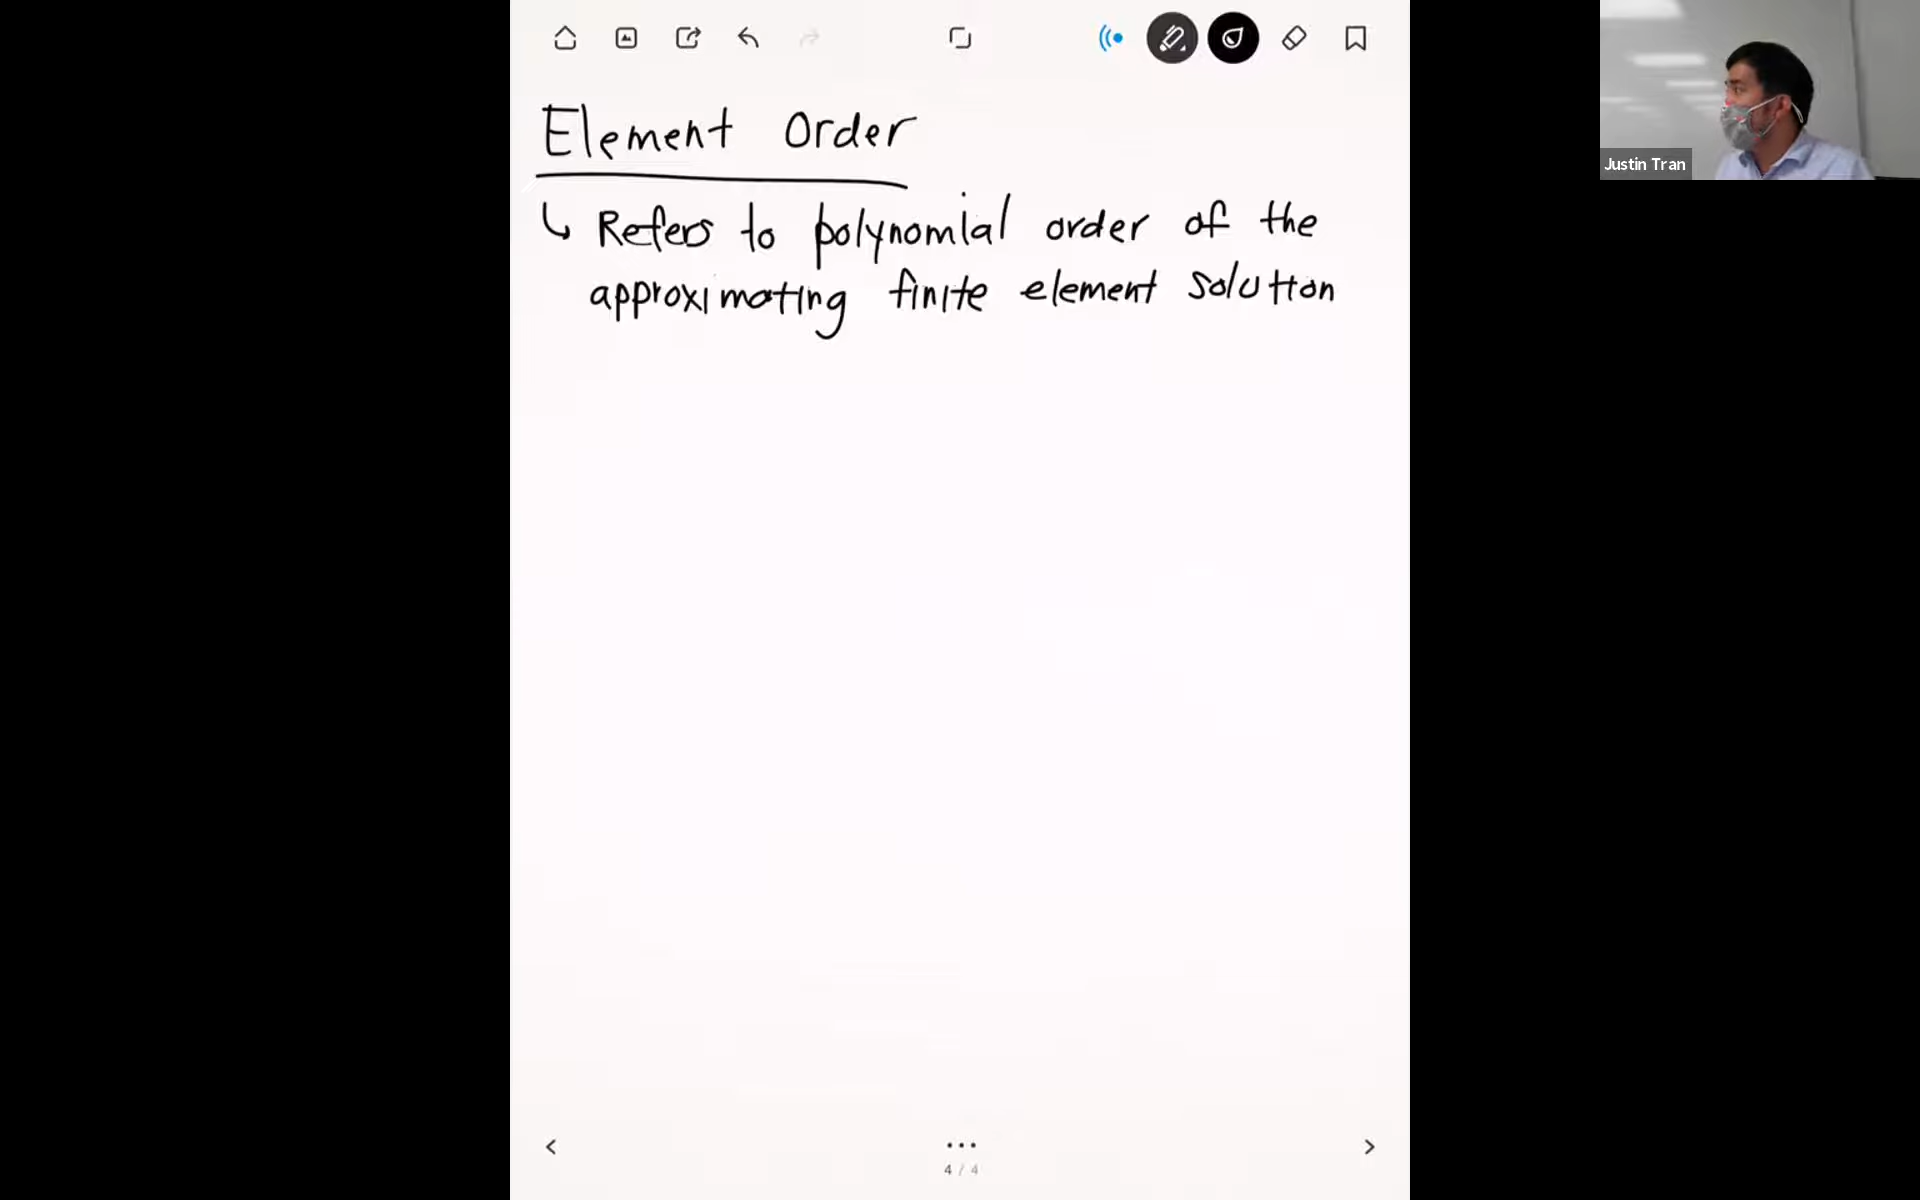 Element Order
↳ Refers to polynomial order of the
approximating finite element solution
Justin Tran
4 / 4